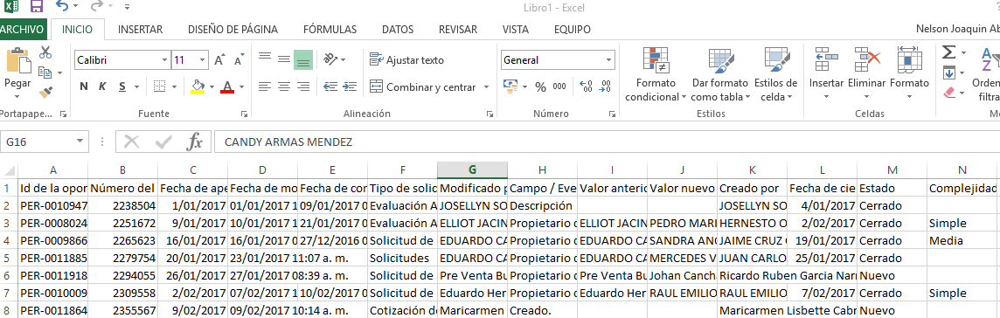 Libro1 - Excel
ARCHIVO INICIO INSERTAR DISEÑO DE PÁGINA FÓRMULAS DATOS REVISAR VISTA EQUIPO Nelson Joaquin Ab
Calibri 11 Ajustar texto General
Pegar N K S Combinar y centrar % 000 Formato condicional Dar formato como tabla Estilos de celda Insertar Eliminar Formato Ordena filtra
Portapape... Fuente Alineación Número Estilos Celdas M
G16 fx CANDY ARMAS MENDEZ
A B C D E F G H I J K L M N
1 Id de la opor Número del Fecha de ape Fecha de mo Fecha de cor Tipo de solid Modificado p Campo / Eve Valor anteric Valor nuevo Creado por Fecha de cie Estado Complejidad
2 PER-0010947 2238504 1/01/2017 01/01/2017 1 09/01/2017 0 Evaluación A JOSELLYN SO Descripción JOSELLYN SO 4/01/2017 Cerrado
3 PER-0008024 2251672 9/01/2017 10/01/2017 1 21/01/2017 0 Evaluación A ELLIOT JACIN Propietario d ELLIOT JACIN PEDRO MARI HERNESTO O 2/02/2017 Cerrado Simple
4 PER-0009866 2265623 16/01/2017 16/01/2017 0 27/12/2016 0 Solicitud de EDUARDO CA Propietario d EDUARDO CA SANDRA ANG JAIME CRUZ 19/01/2017 Cerrado Media
5 PER-0011885 2279754 20/01/2017 23/01/2017 11:07 a. m. Solicitudes EDUARDO CA Propietario d EDUARDO CA MERCEDES V JUAN CARLO 25/01/2017 Cerrado
6 PER-0011918 2294055 26/01/2017 27/01/2017 08:39 a. m. Solicitud de Pre Venta Bu Propietario d Pre Venta Bu Johan Canch Ricardo Ruben Garcia Nar Nuevo
7 PER-0010009 2309558 2/02/2017 07/02/2017 1 10/02/2017 0 Solicitud de Eduardo Her Propietario d Eduardo Her RAUL EMILIO RAUL EMILIO 7/02/2017 Cerrado Simple
8 PER-0011864 2355567 9/02/2017 09/02/2017 10:14 a. m. Cotización de Maricarmen Creado. Maricarmen Lisbette Cabr Nuevo